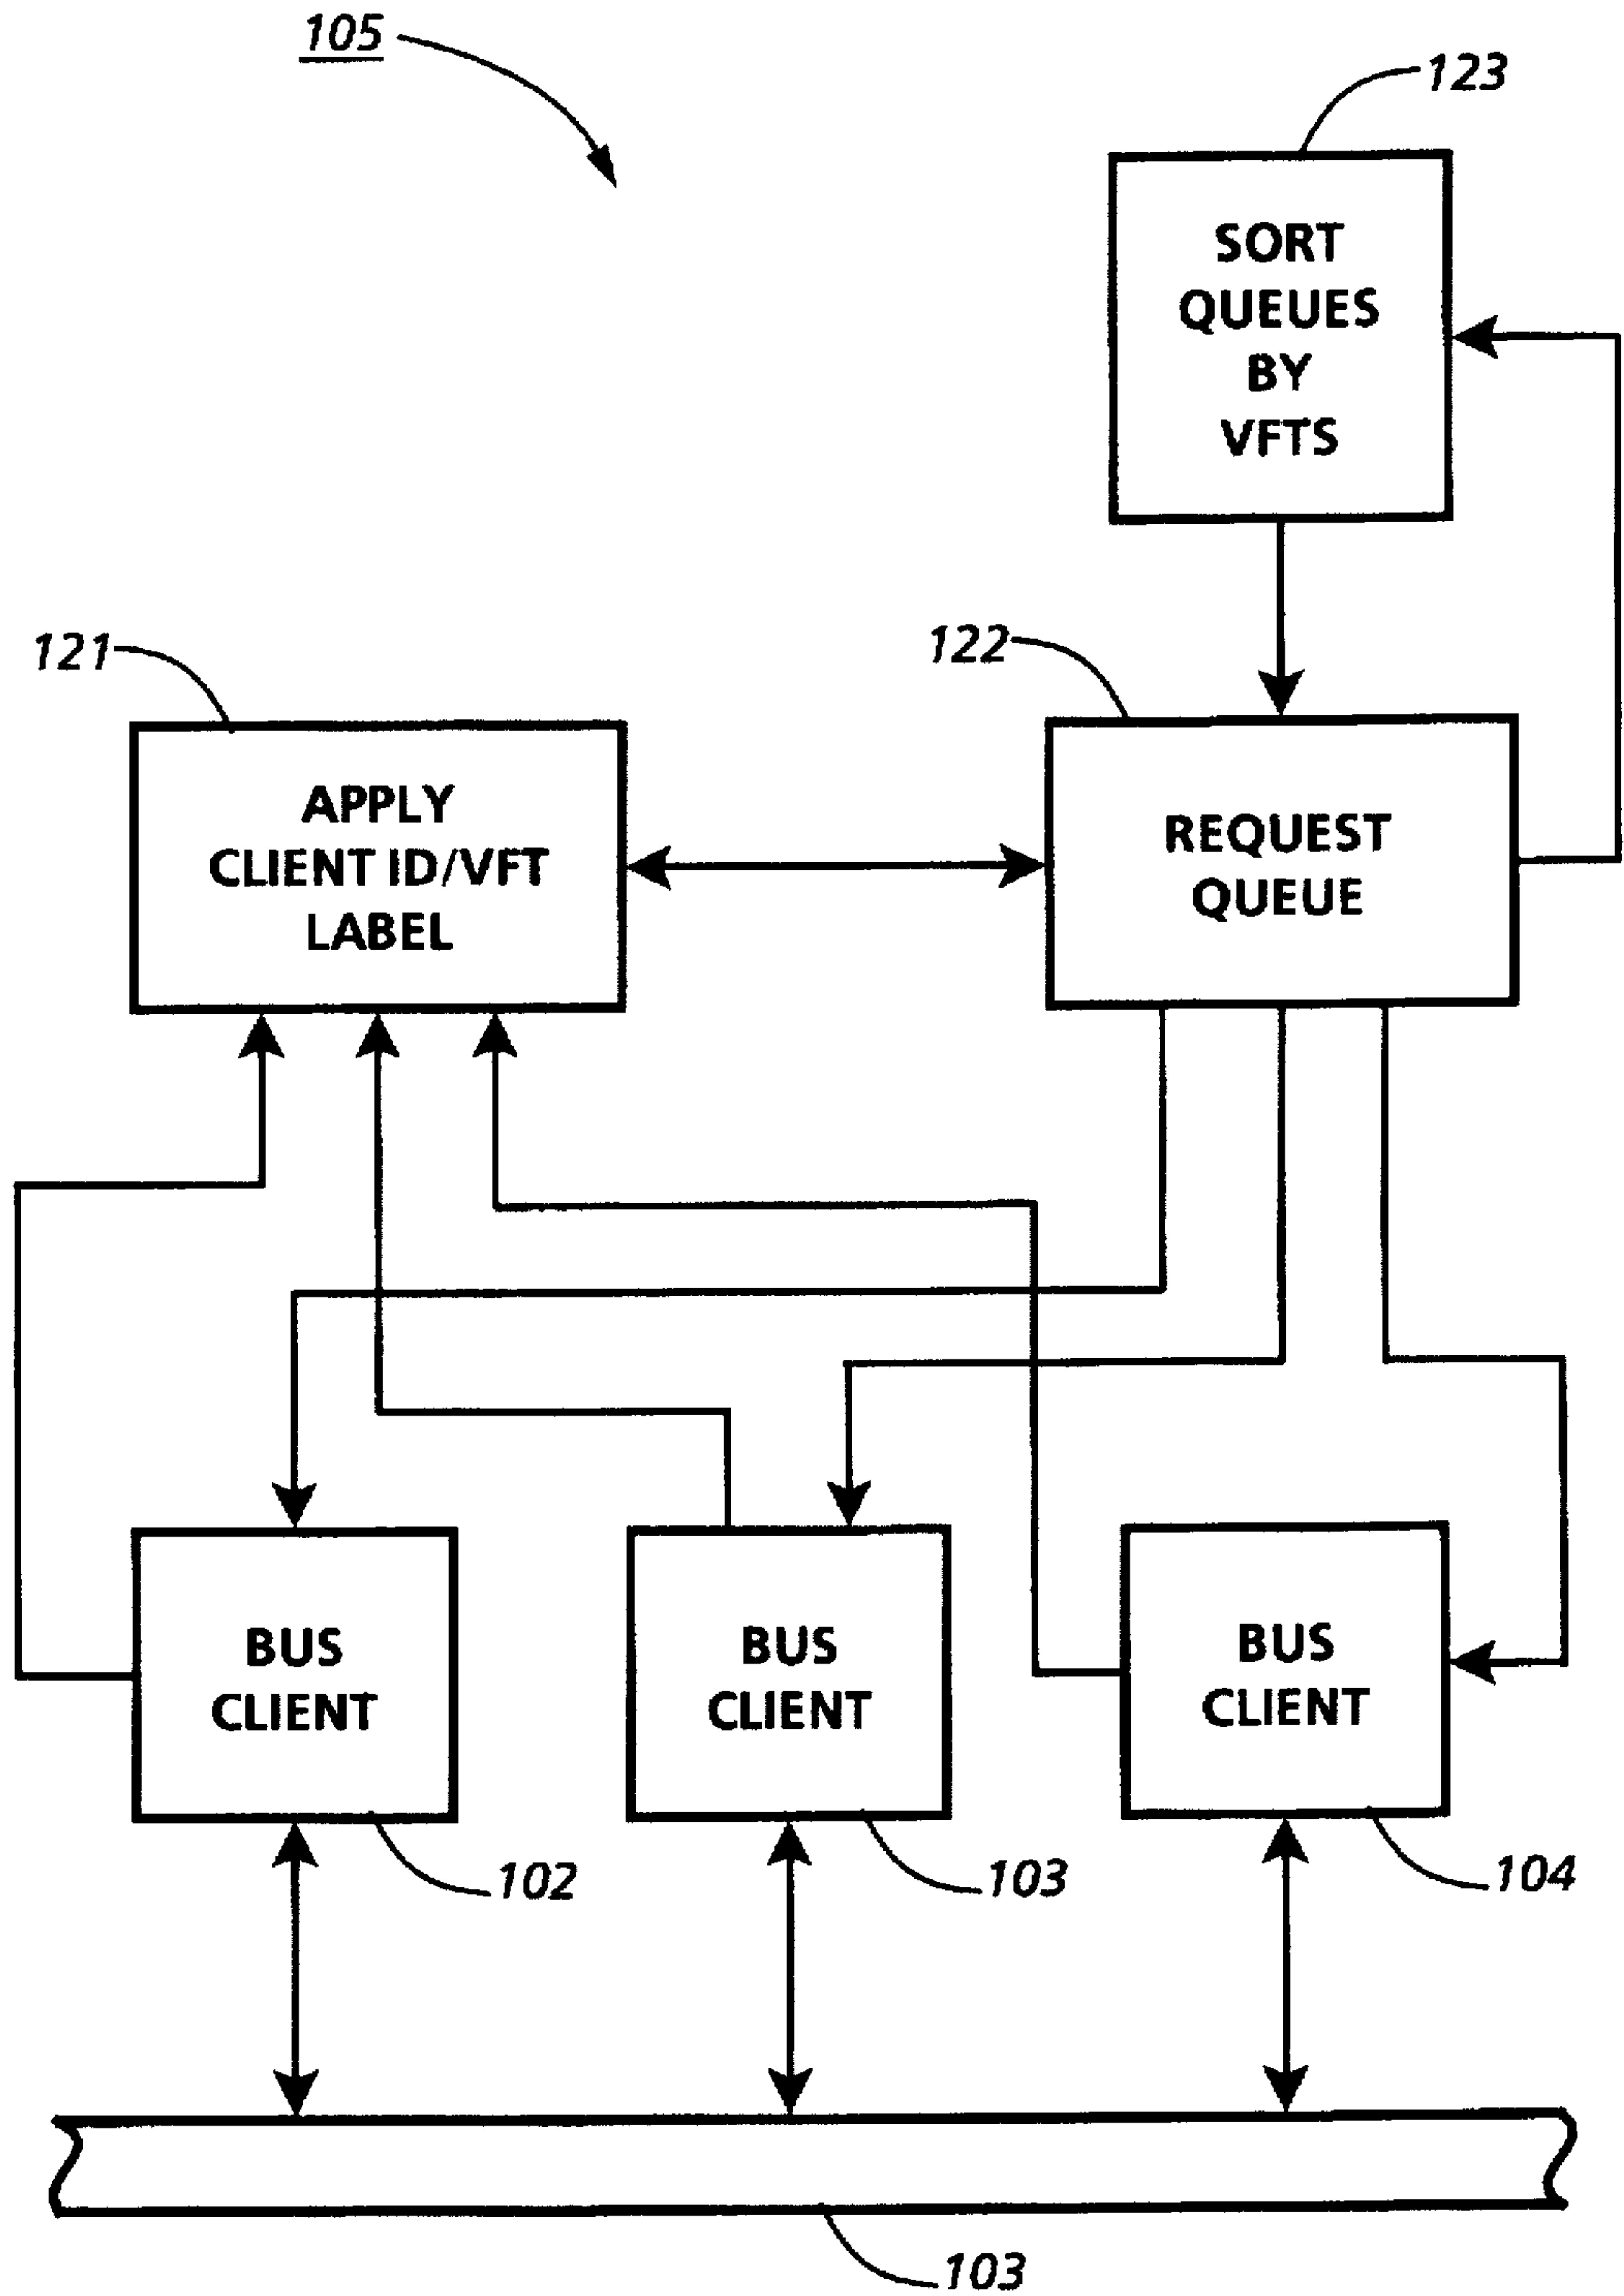 105
123
SORT
QUEUES
BY
VFTS
121
122
APPLY
CLIENT ID/VFT
LABEL
REQUEST
QUEUE
BUS
CLIENT
BUS
CLIENT
BUS
CLIENT
102
103
104
103